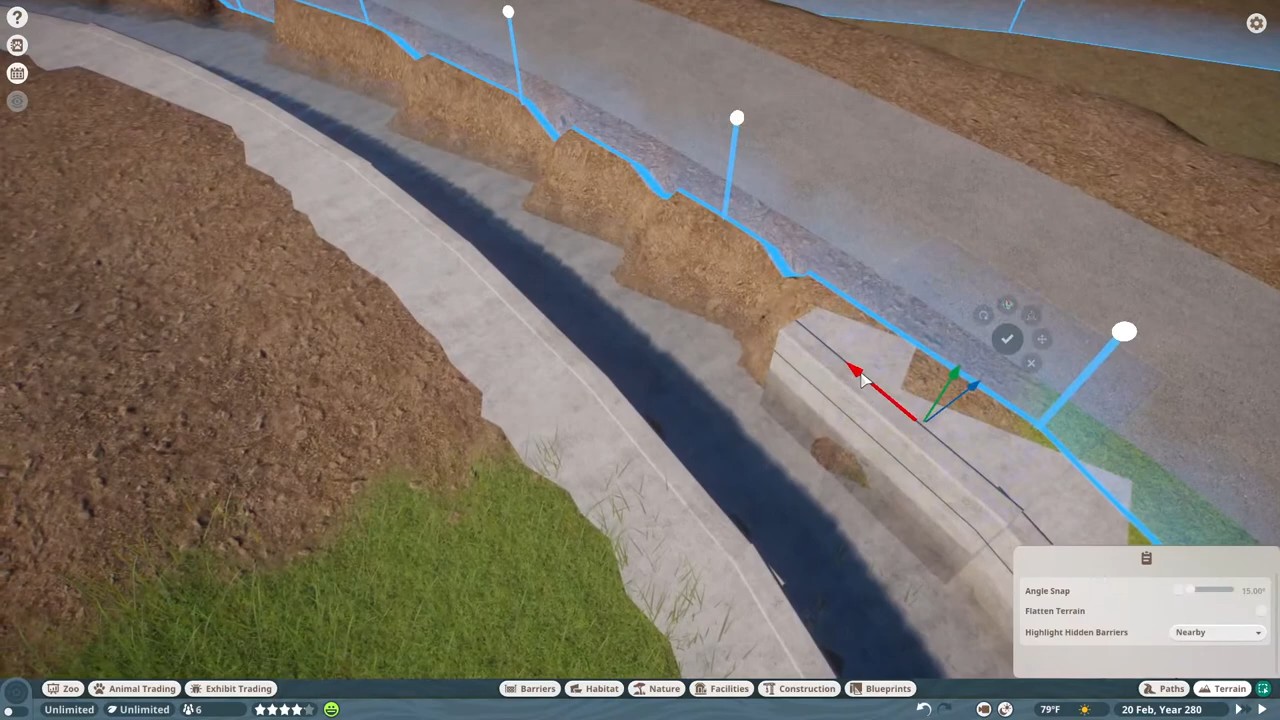 ?
Angle Snap 15.00°
Flatten Terrain
Highlight Hidden Barriers Nearby
Zoo Animal Trading Exhibit Trading Barriers Habitat Nature Facilities Construction Blueprints Paths Terrain
Unlimited Unlimited 6 79°F 20 Feb, Year 280